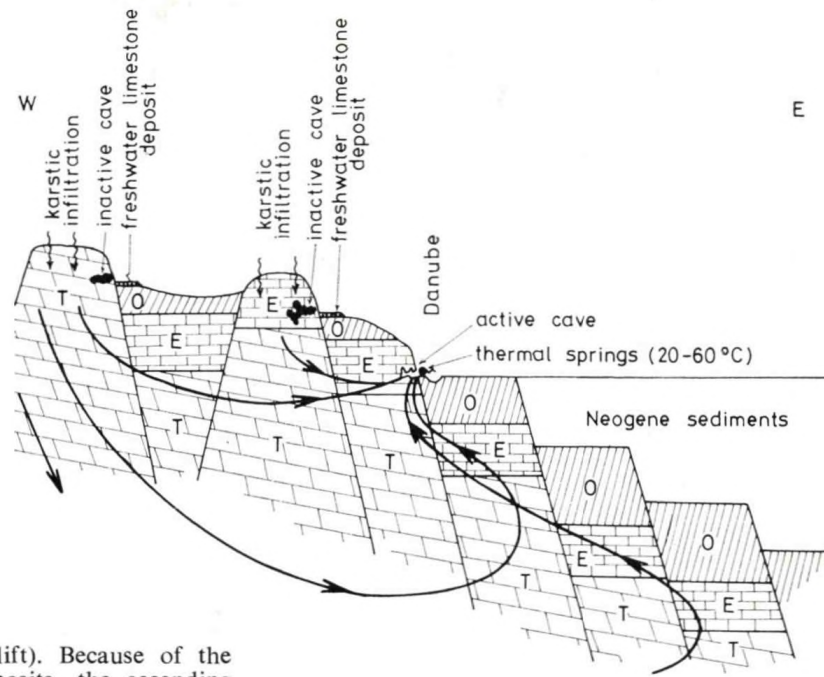 W
E
karstic
infiltration
inactive cave
freshwater limestone
deposit
karstic
infiltration
inactive cave
freshwater limestone
deposit
Danube
active cave
thermal springs (20-60 °C)
Neogene sediments
T
O
E
T
E
T
O
E
T
O
E
T
O
E
T
O
E
T
lift). Because of the